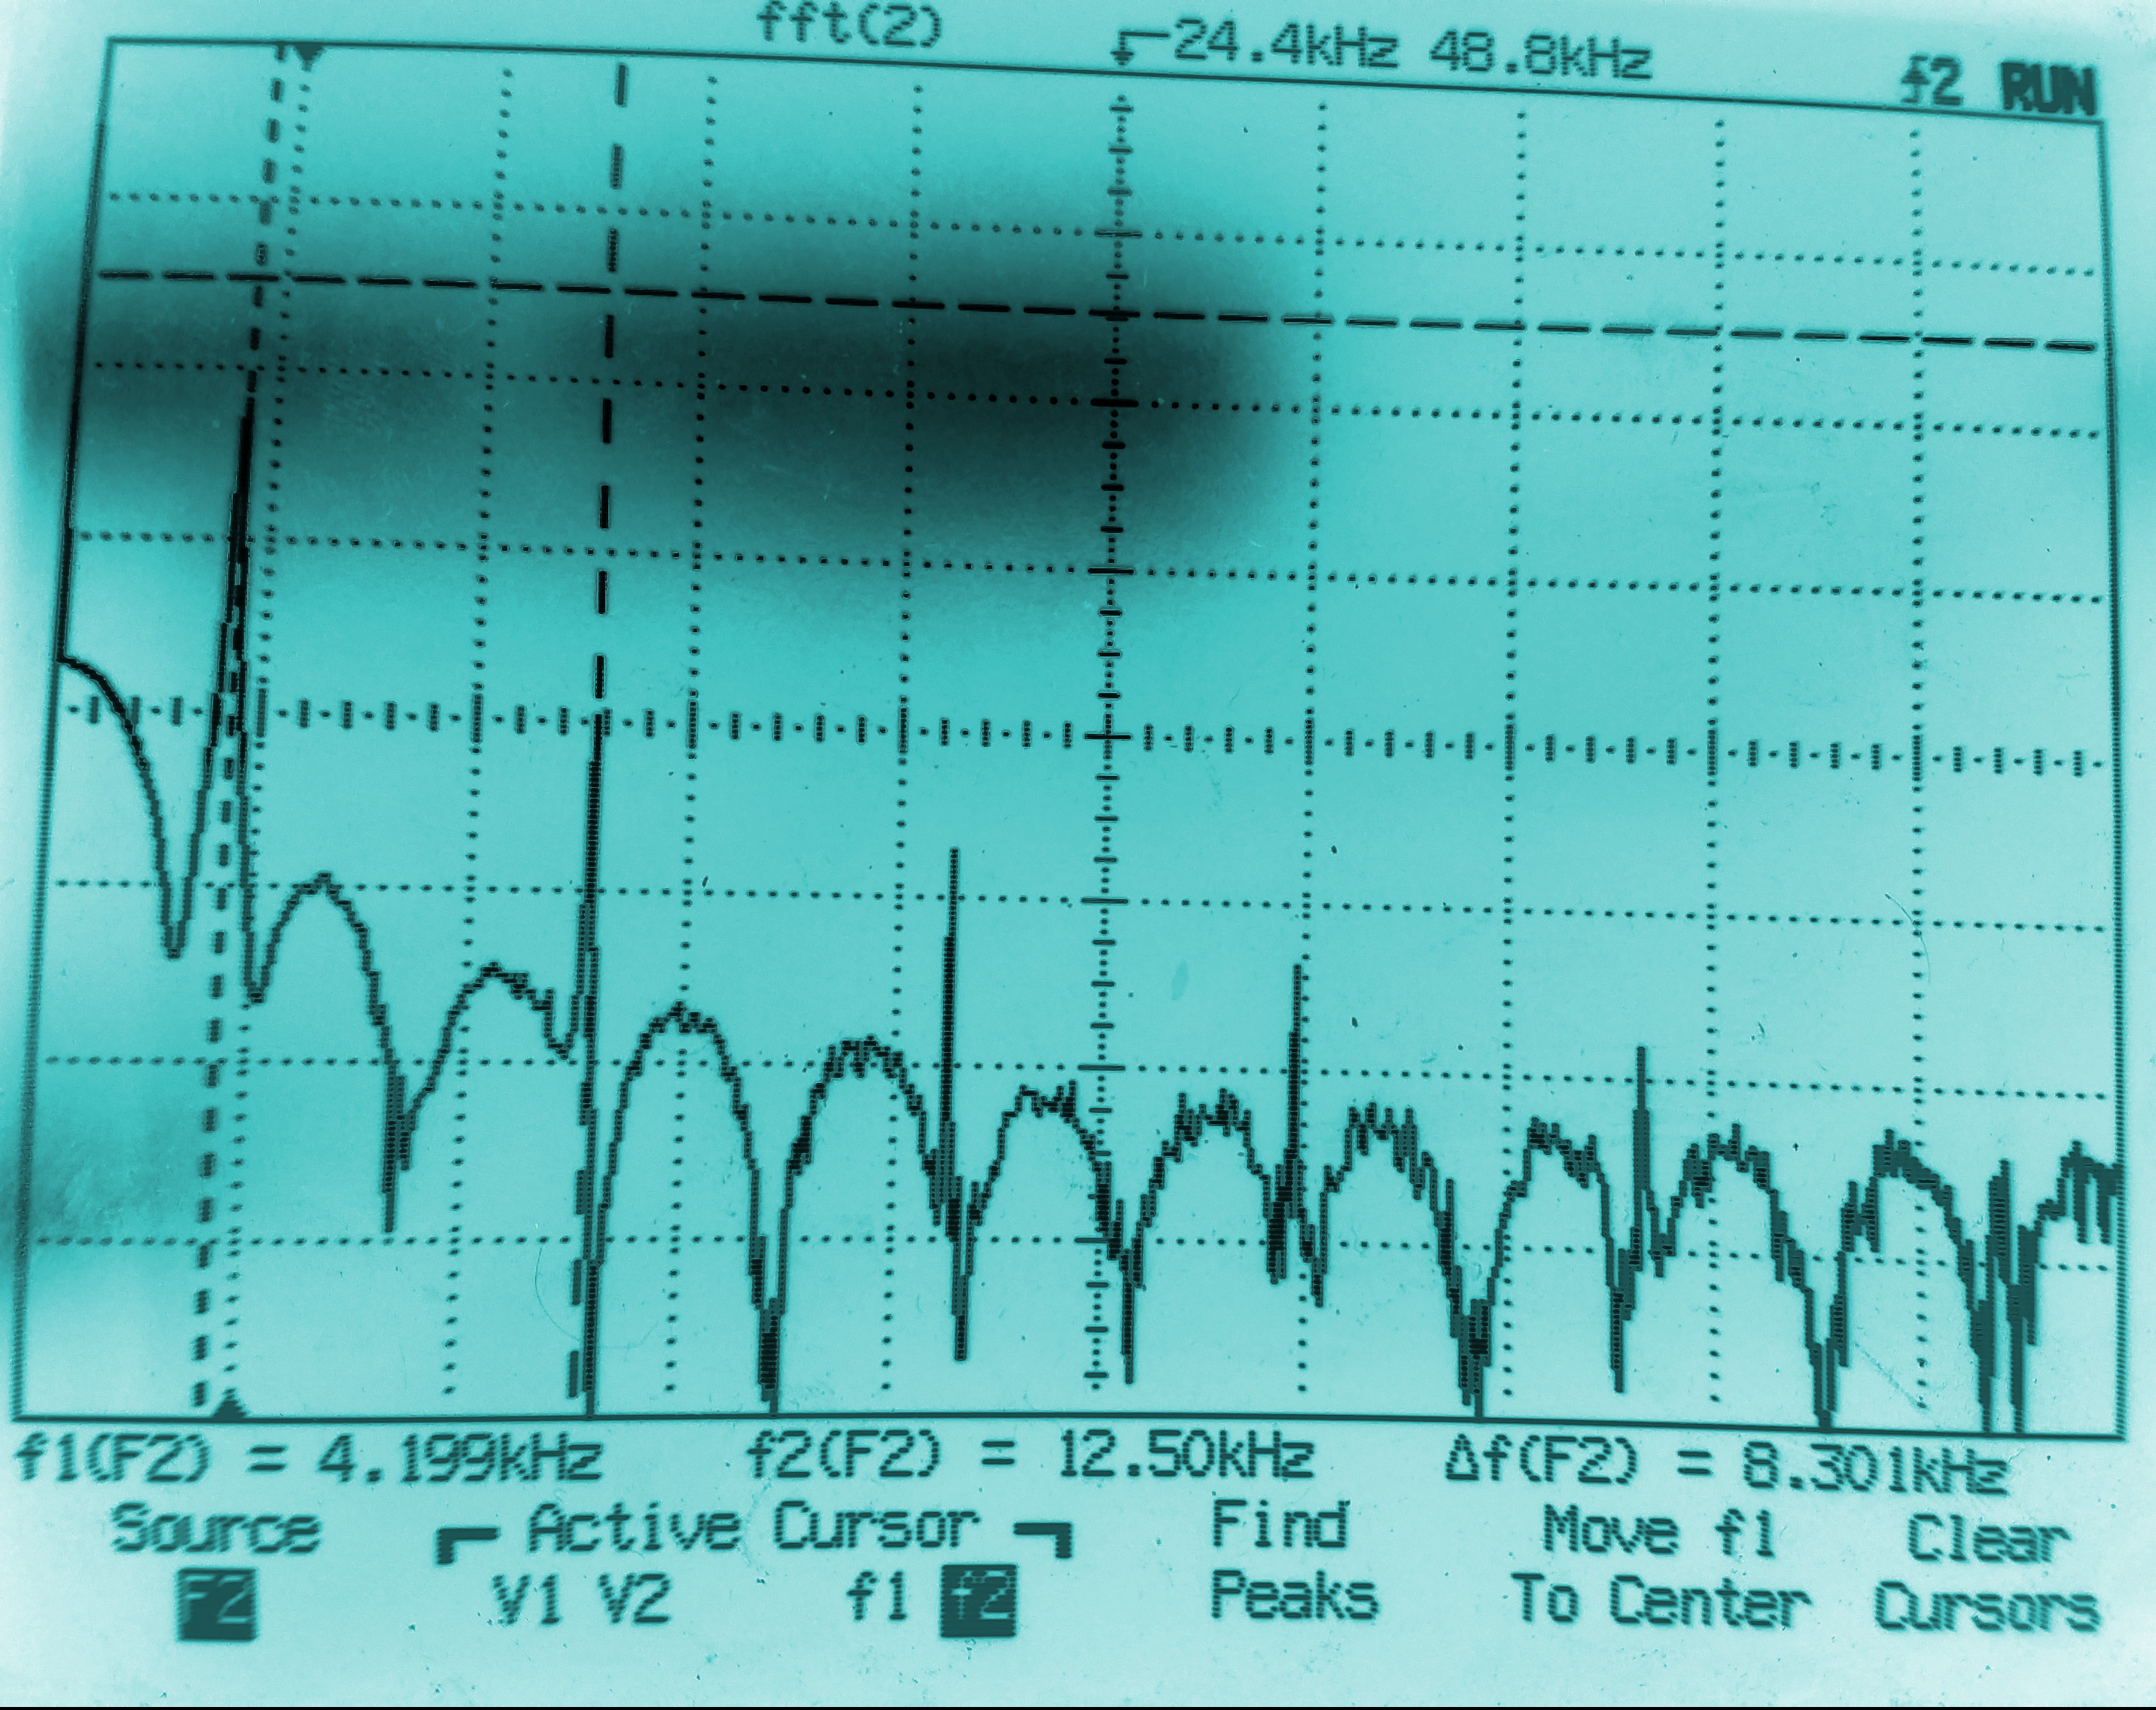 fft(2) 24.4kHz 48.8kHz f2 RUN
f1(F2) = 4.199kHz f2(F2) = 12.50kHz Δf(F2) = 8.301kHz
Source Active Cursor Find Move f1 Clear
F2 V1 V2 f1 f2 Peaks To Center Cursors